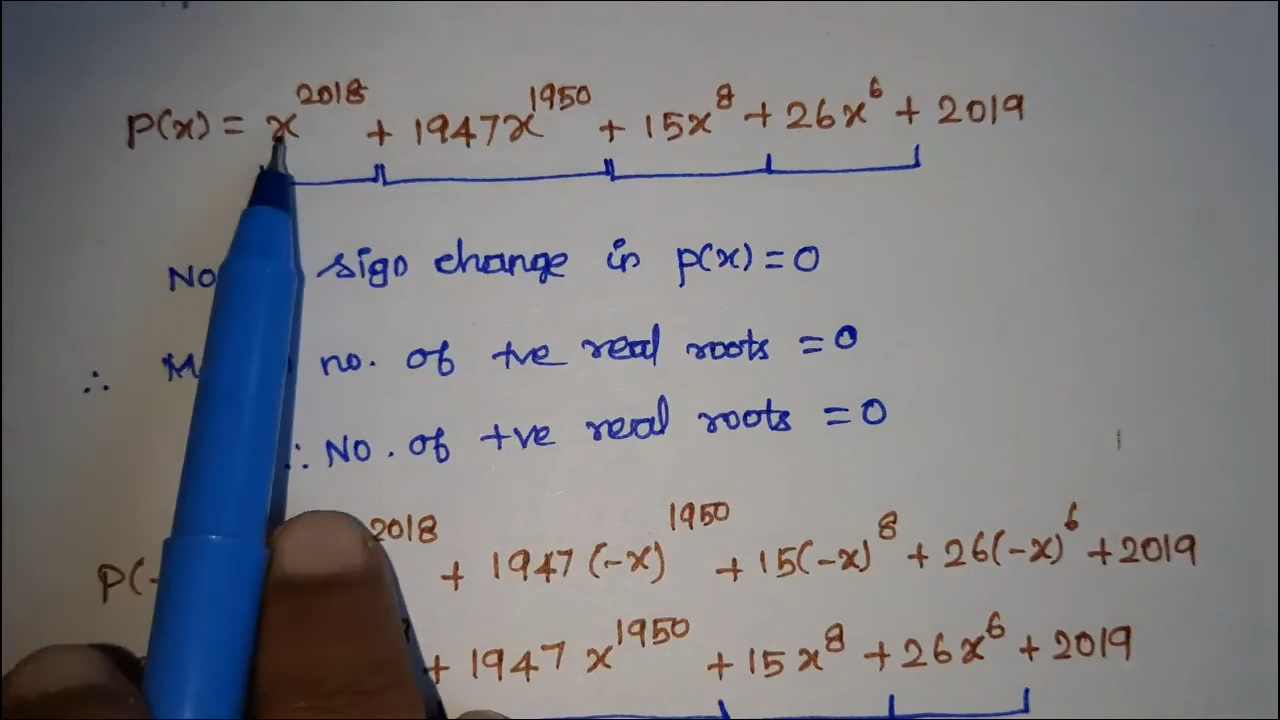 P(x) = x^2018 + 1947x^1950 + 15x^8 + 26x^6 + 2019
No sign change in p(x) = 0
∴ no. of +ve real roots = 0
∴ No. of +ve real roots = 0
P(- 2018 + 1947(-x)^1950 + 15(-x)^8 + 26(-x)^6 + 2019
+ 1947 x^1950 + 15x^8 + 26x^6 + 2019